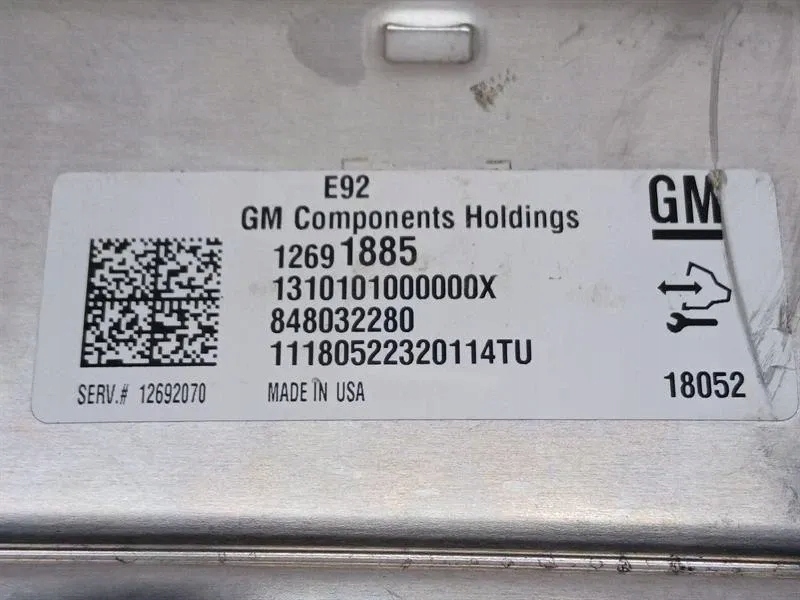 E92
GM Components Holdings
GM
12691885
1310101000000X
848032280
11180522320114TU
SERV.# 12692070
MADE IN USA
18052